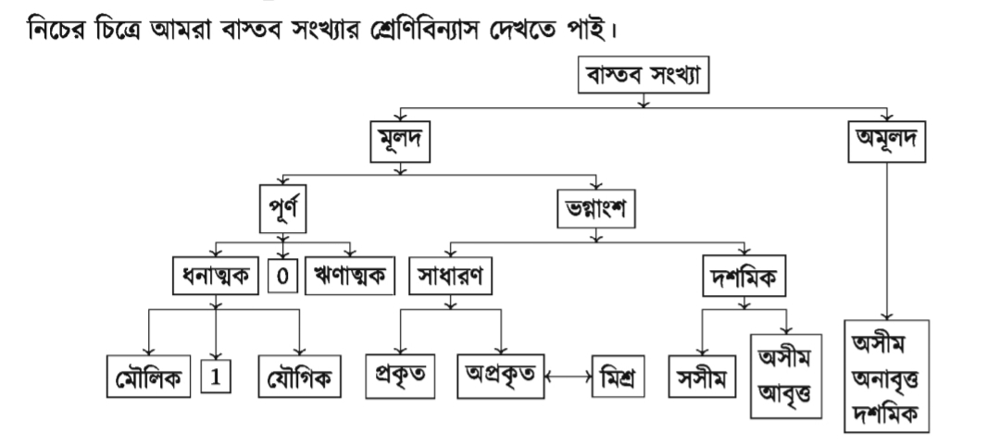 নিচের চিত্রে আমরা বাস্তব সংখ্যার শ্রেণিবিন্যাস দেখতে পাই।
বাস্তব সংখ্যা
মূলদ
অমূলদ
পূর্ণ
ভগ্নাংশ
ধনাত্মক
0
ঋণাত্মক
সাধারণ
দশমিক
মৌলিক
1
যৌগিক
প্রকৃত
অপ্রকৃত
মিশ্র
সসীম
অসীম
আবৃত্ত
অসীম
অনাবৃত্ত
দশমিক